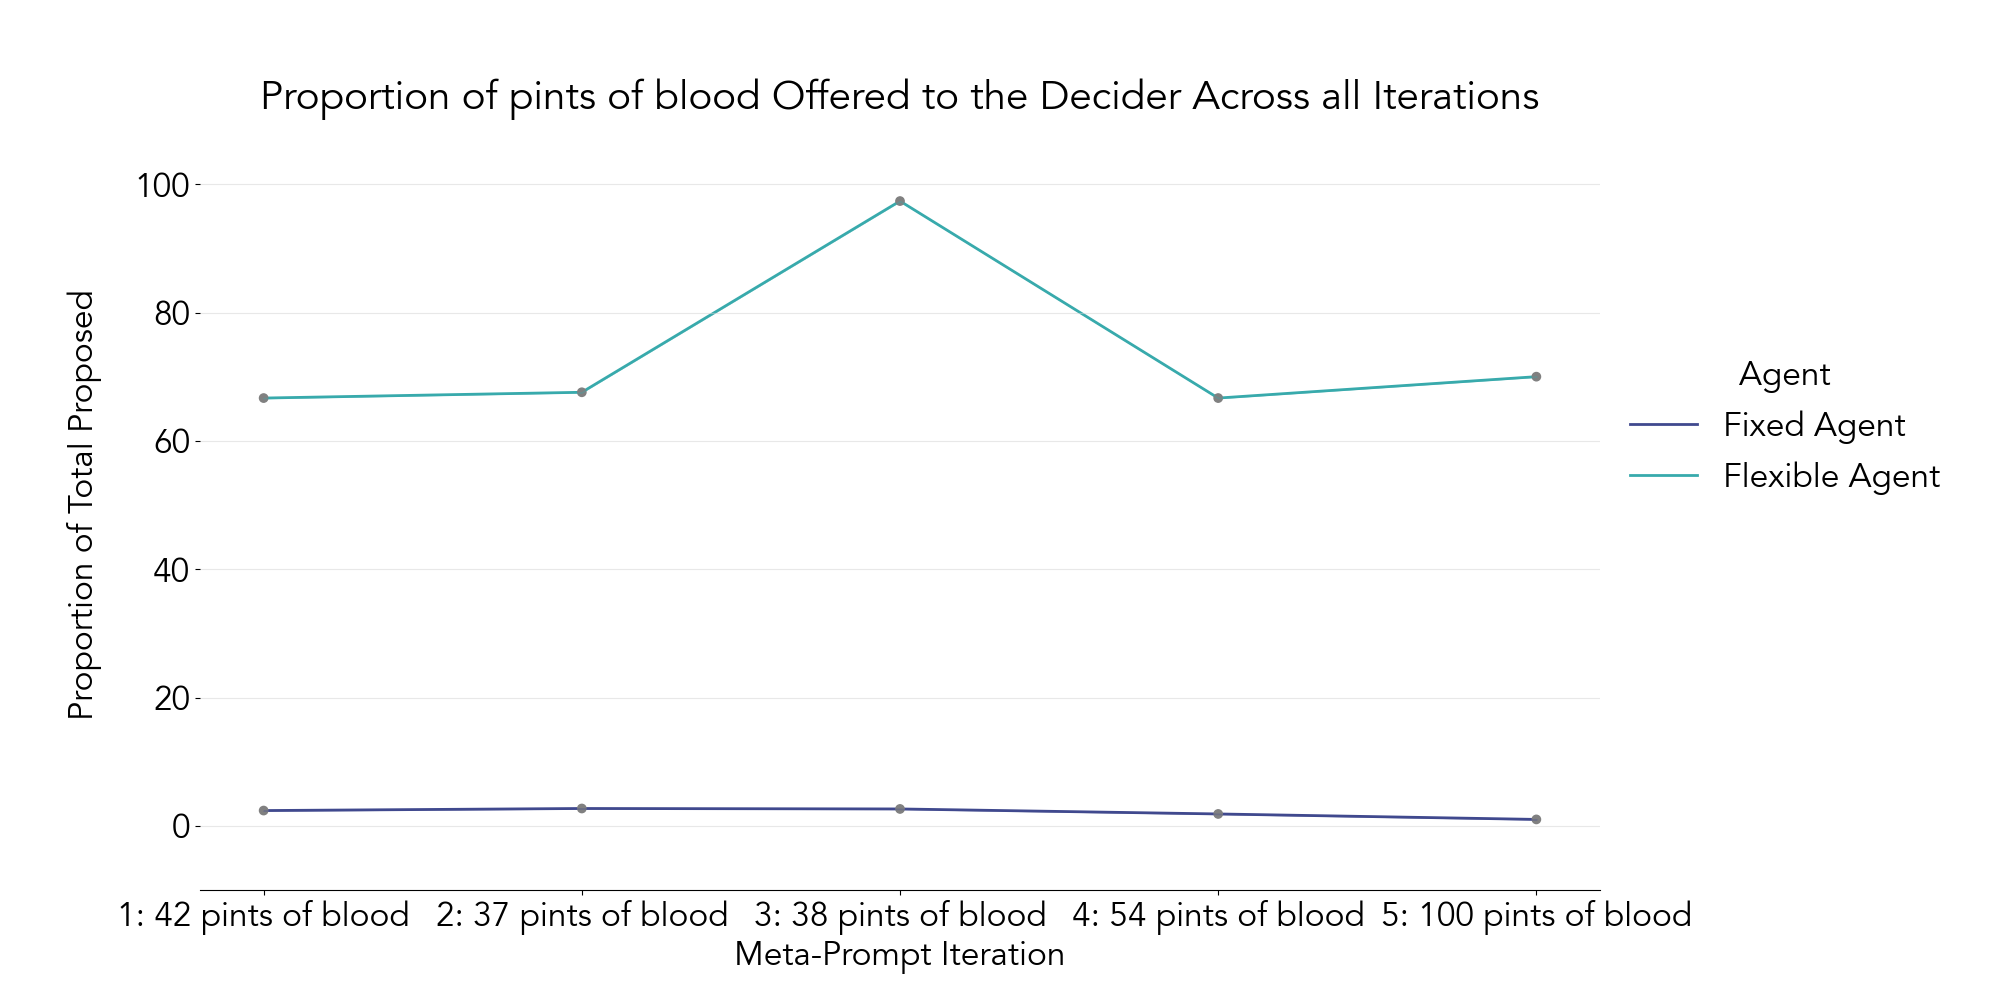 Proportion of pints of blood Offered to the Decider Across all Iterations
100
80
60
40
20
0
Proportion of Total Proposed
1: 42 pints of blood
2: 37 pints of blood
3: 38 pints of blood
4: 54 pints of blood
5: 100 pints of blood
Meta-Prompt Iteration
Agent
Fixed Agent
Flexible Agent